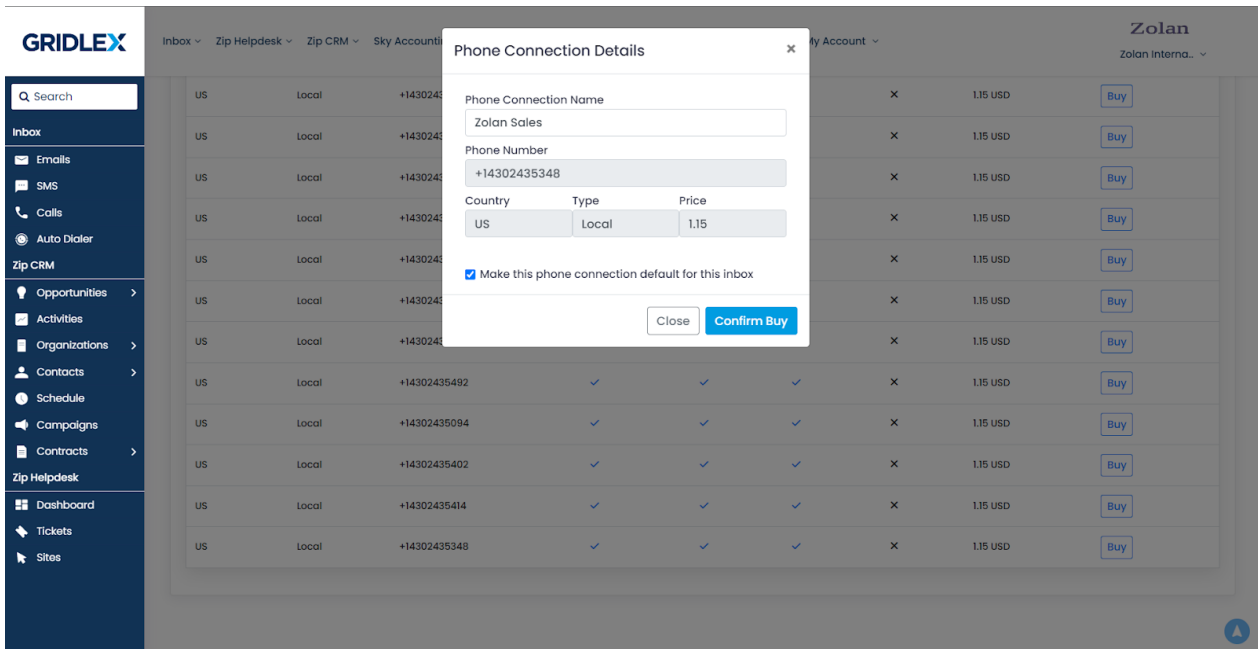 GRIDLEX
Inbox Zip Helpdesk Zip CRM Sky Accounti My Account
Zolan
Zolan Interna..
Search
Inbox
Emails
SMS
Calls
Auto Dialer
Zip CRM
Opportunities
Activities
Organizations
Contacts
Schedule
Campaigns
Contracts
Zip Helpdesk
Dashboard
Tickets
Sites
Phone Connection Details ×
Phone Connection Name
Zolan Sales
Phone Number
+14302435348
Country Type Price
US Local 1.15
Make this phone connection default for this inbox
Close Confirm Buy
US Local +1430243 1.15 USD Buy
US Local +1430243 1.15 USD Buy
US Local +1430243 1.15 USD Buy
US Local +1430243 1.15 USD Buy
US Local +1430243 1.15 USD Buy
US Local +1430243 1.15 USD Buy
US Local +1430243 1.15 USD Buy
US Local +14302435492 1.15 USD Buy
US Local +14302435094 1.15 USD Buy
US Local +14302435402 1.15 USD Buy
US Local +14302435414 1.15 USD Buy
US Local +14302435348 1.15 USD Buy